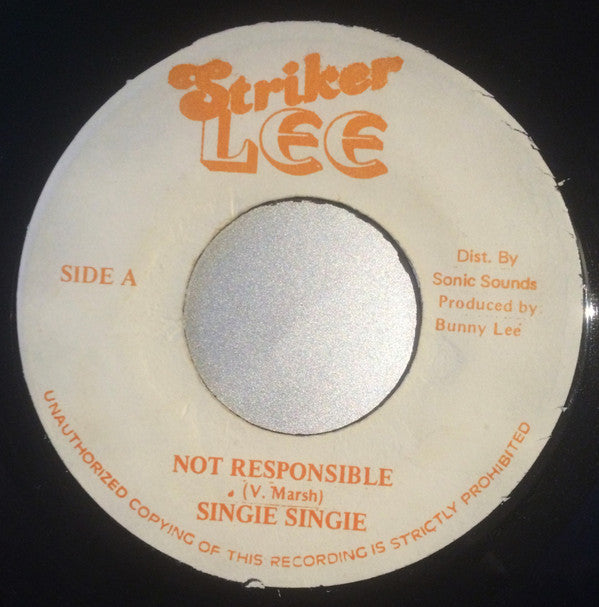 Striker
LEE
SIDE A
Dist. By
Sonic Sounds
Produced by
Bunny Lee
NOT RESPONSIBLE
(V. Marsh)
SINGIE SINGIE
UNAUTHORIZED COPYING OF THIS RECORDING IS STRICTLY PROHIBITED